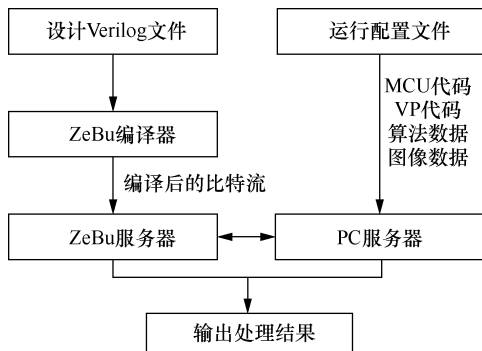 设计Verilog文件
运行配置文件
MCU代码
VP代码
算法数据
图像数据
ZeBu编译器
编译后的比特流
ZeBu服务器
PC服务器
输出处理结果